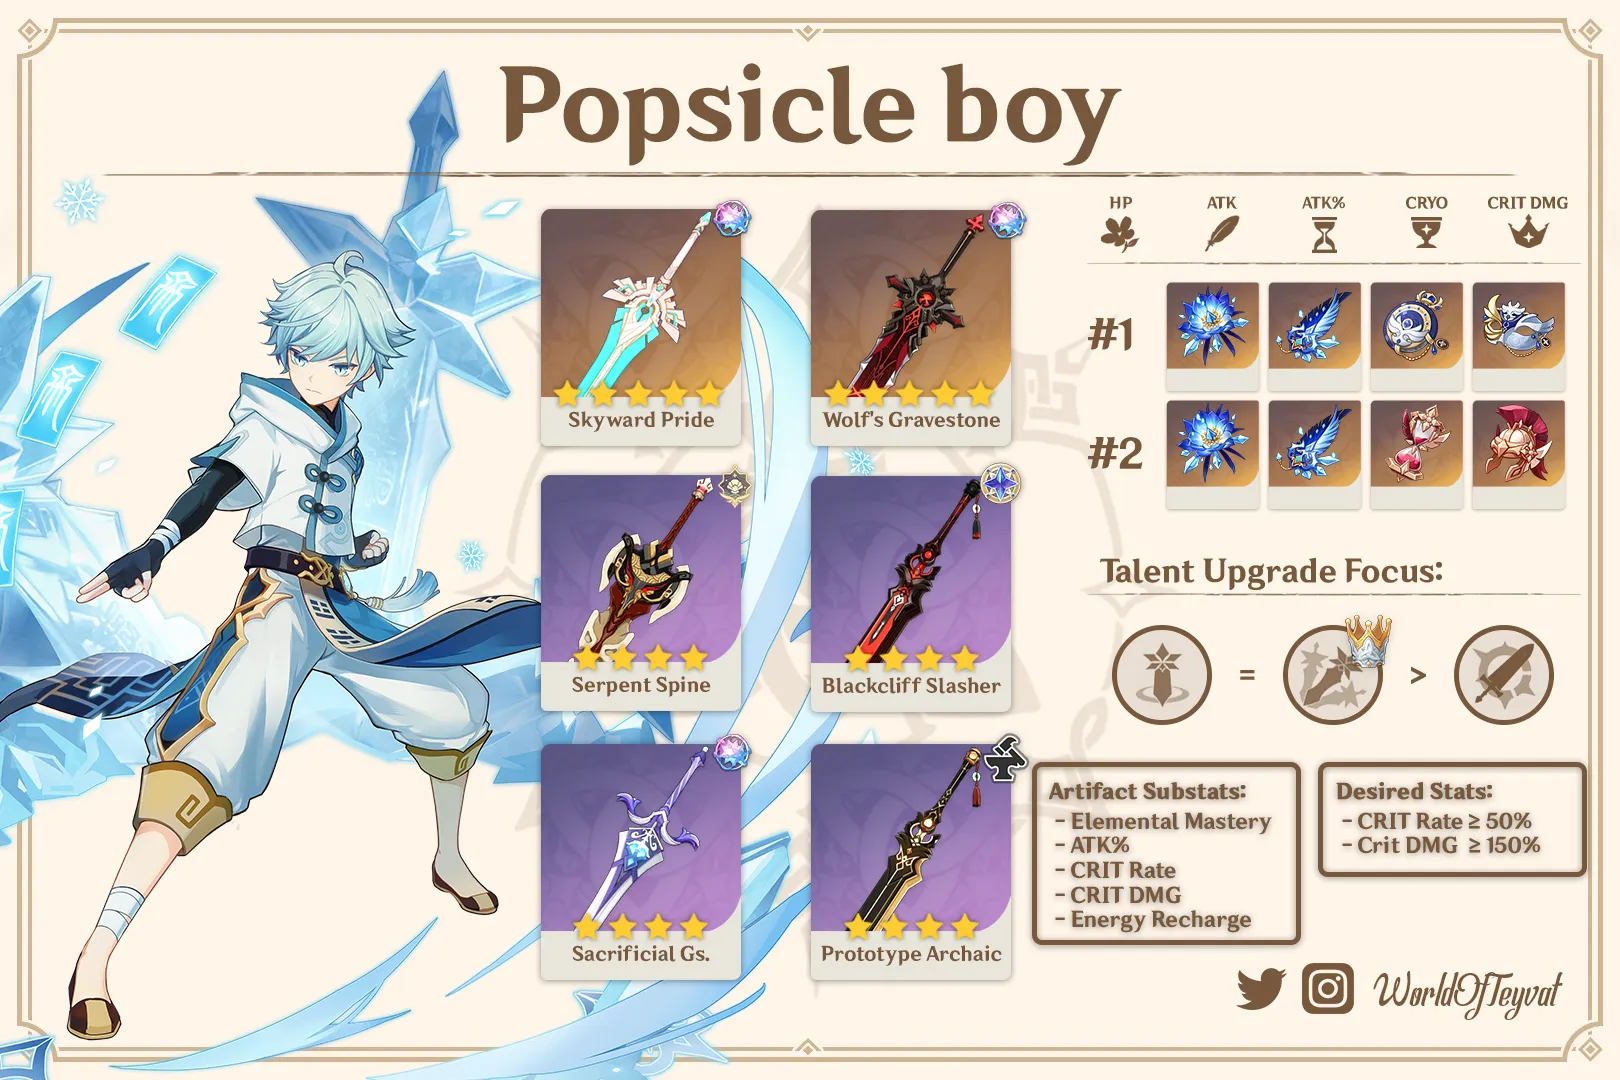 Popsicle boy
HP ATK ATK% CRYO CRIT DMG
Skyward Pride
Wolf's Gravestone
#1
#2
Serpent Spine
Blackcliff Slasher
Sacrificial Gs.
Prototype Archaic
Talent Upgrade Focus:
= >
Artifact Substats:
- Elemental Mastery
- ATK%
- CRIT Rate
- CRIT DMG
- Energy Recharge
Desired Stats:
- CRIT Rate ≥ 50%
- Crit DMG ≥ 150%
WorldOfTeyvat